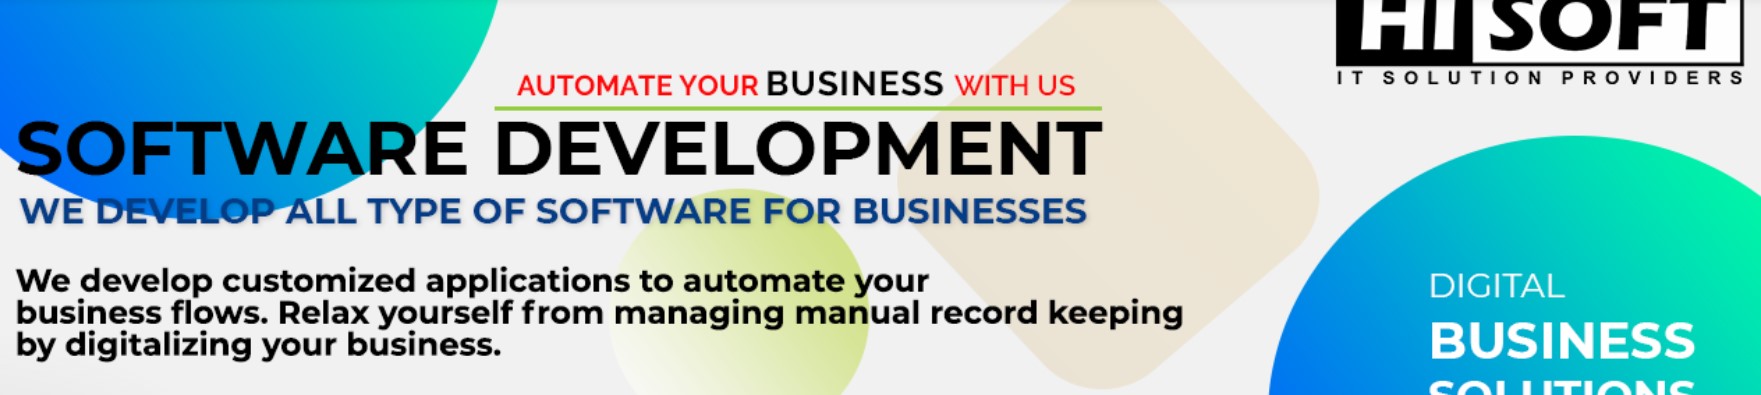 HI SOFT
IT SOLUTION PROVIDERS
AUTOMATE YOUR BUSINESS WITH US
SOFTWARE DEVELOPMENT
WE DEVELOP ALL TYPE OF SOFTWARE FOR BUSINESSES
We develop customized applications to automate your
business flows. Relax yourself from managing manual record keeping
by digitalizing your business.
DIGITAL
BUSINESS
SOLUTIONS